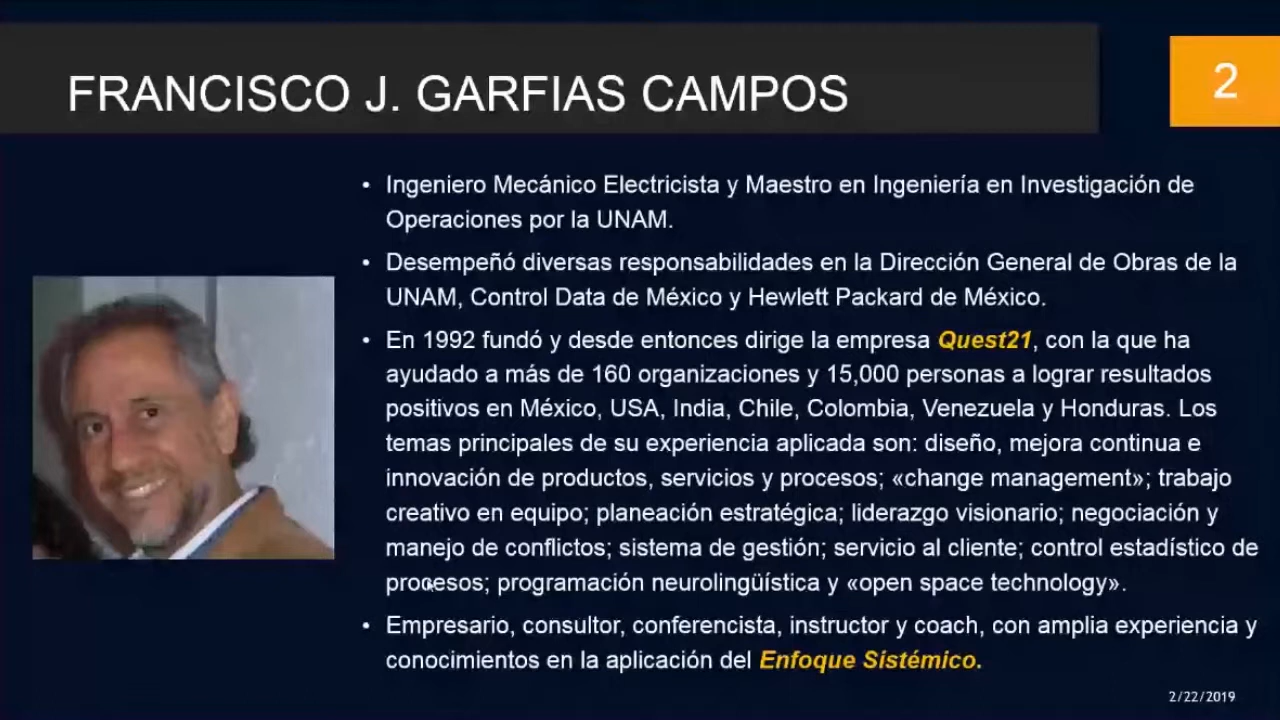 FRANCISCO J. GARFIAS CAMPOS
2
• Ingeniero Mecánico Electricista y Maestro en Ingeniería en Investigación de
Operaciones por la UNAM.
• Desempeñó diversas responsabilidades en la Dirección General de Obras de la
UNAM, Control Data de México y Hewlett Packard de México.
• En 1992 fundó y desde entonces dirige la empresa Quest21, con la que ha
ayudado a más de 160 organizaciones y 15,000 personas a lograr resultados
positivos en México, USA, India, Chile, Colombia, Venezuela y Honduras. Los
temas principales de su experiencia aplicada son: diseño, mejora continua e
innovación de productos, servicios y procesos; «change management»; trabajo
creativo en equipo; planeación estratégica; liderazgo visionario; negociación y
manejo de conflictos; sistema de gestión; servicio al cliente; control estadístico de
procesos; programación neurolingüística y «open space technology».
• Empresario, consultor, conferencista, instructor y coach, con amplia experiencia y
conocimientos en la aplicación del Enfoque Sistémico.
2/22/2019